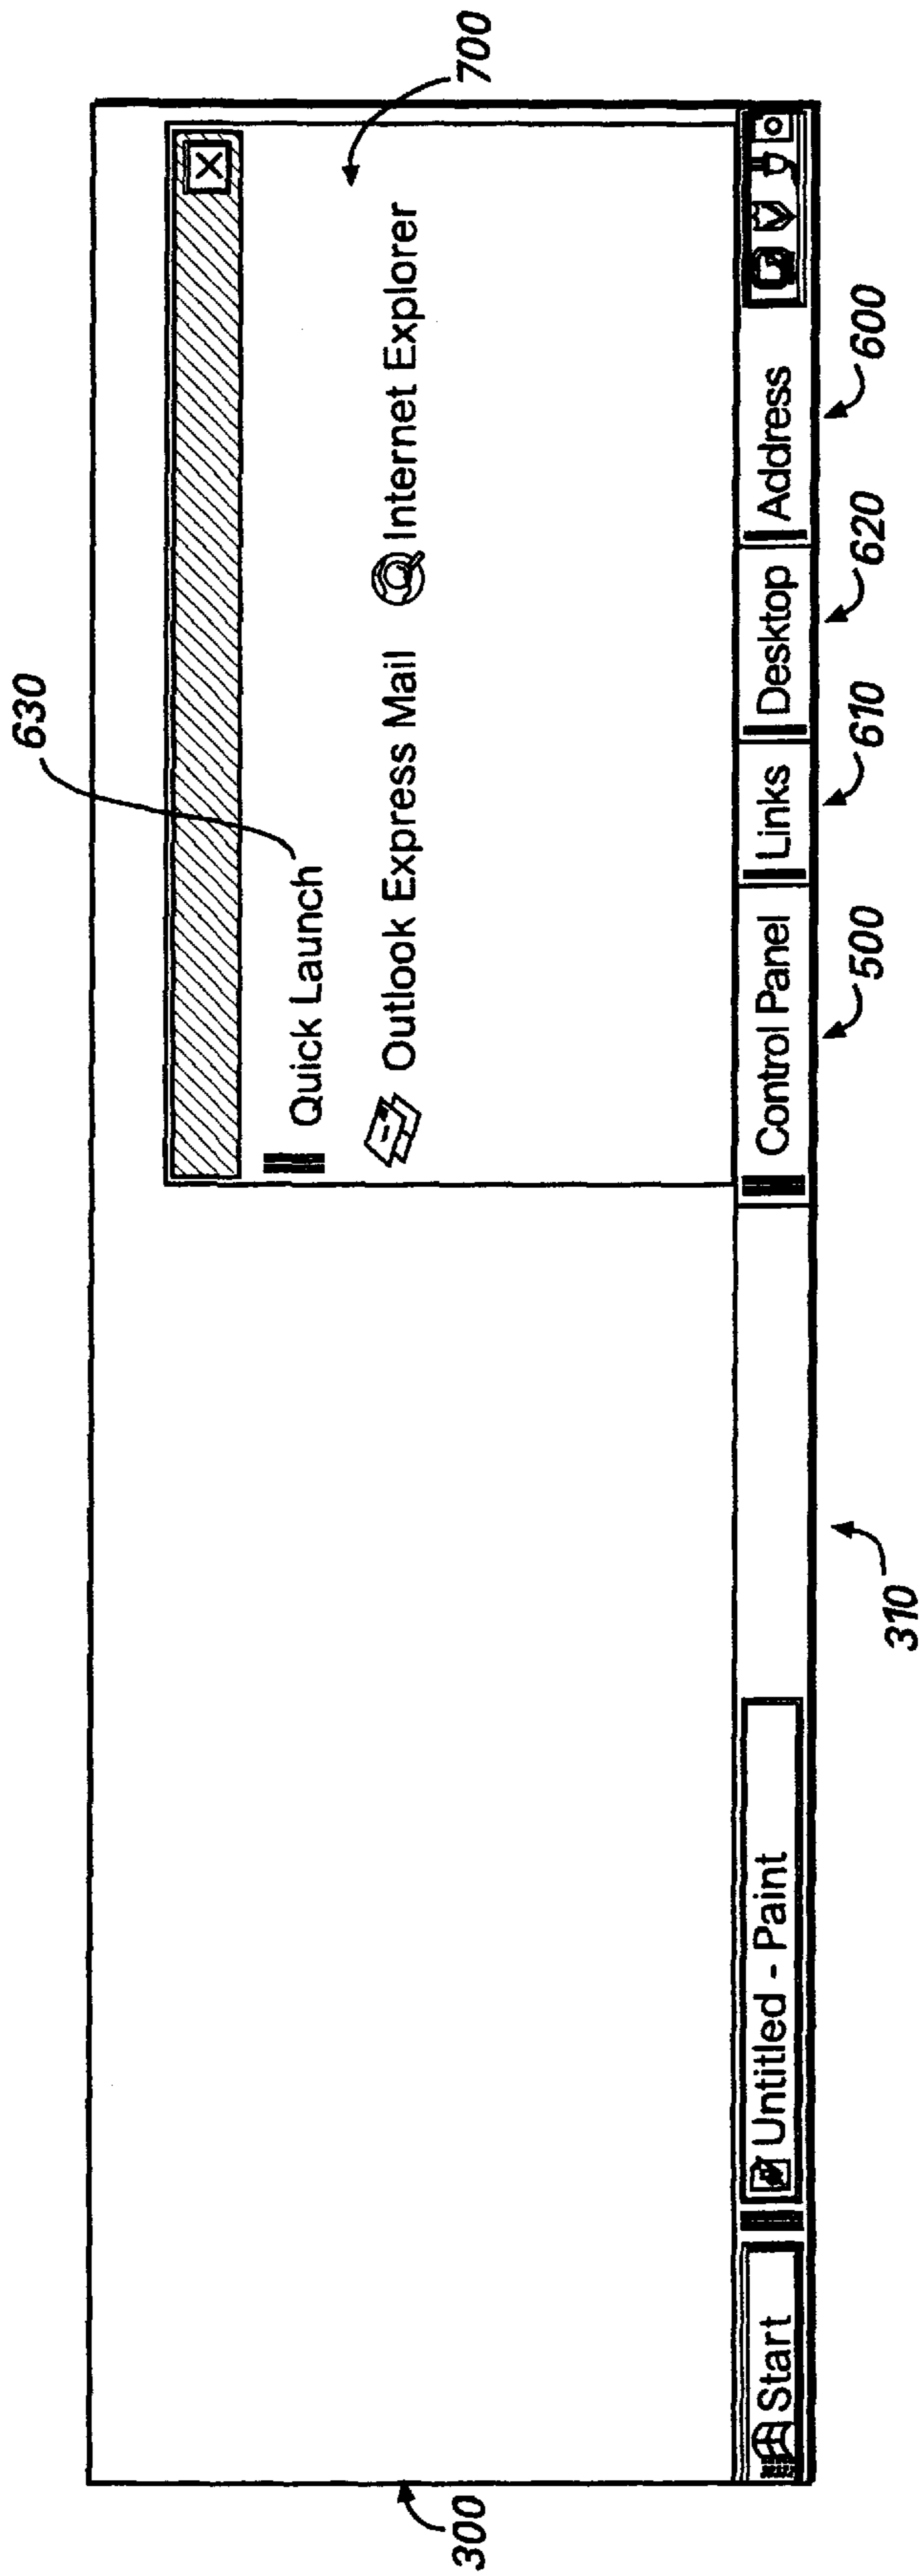 630
700
Quick Launch
Outlook Express Mail Internet Explorer
300
Start Untitled - Paint Control Panel Links Desktop Address
310
500
610
620
600